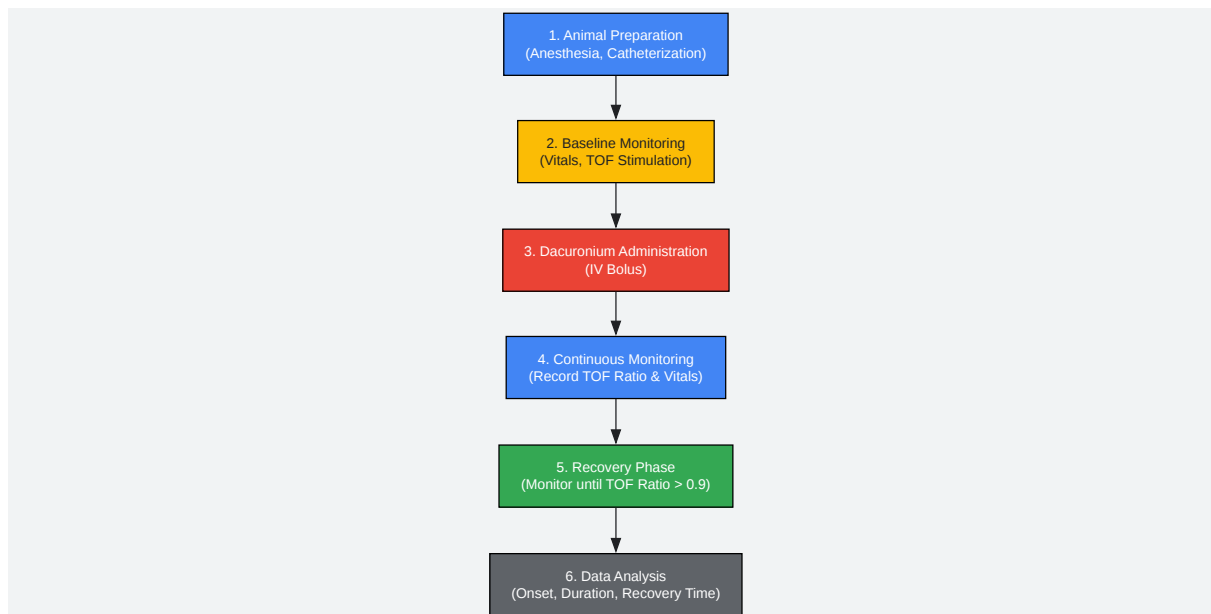 1. Animal Preparation
(Anesthesia, Catheterization)
2. Baseline Monitoring
(Vitals, TOF Stimulation)
3. Dacuronium Administration
(IV Bolus)
4. Continuous Monitoring
(Record TOF Ratio & Vitals)
5. Recovery Phase
(Monitor until TOF Ratio > 0.9)
6. Data Analysis
(Onset, Duration, Recovery Time)